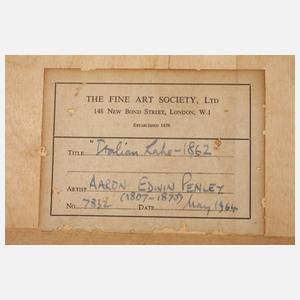 THE FINE ART SOCIETY, LTD
148 NEW BOND STREET, LONDON, W.1
ESTABLISHED 1876
TITLE "Italian Lake - 1862"
ARTIST AARON EDWIN PENLEY
(1807-1870)
No. 7832 DATE May 1964